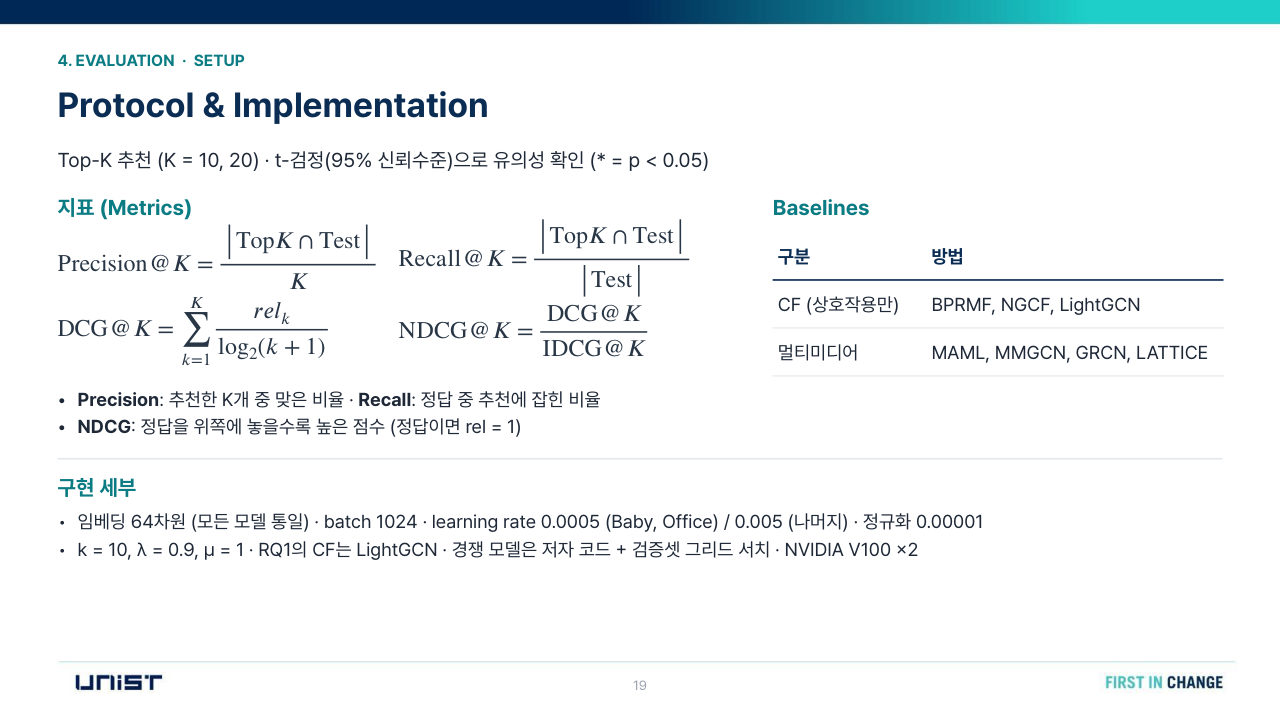 4. EVALUATION · SETUP
Protocol & Implementation
Top-K 추천 (K = 10, 20) · t-검정(95% 신뢰수준)으로 유의성 확인 (* = p < 0.05)
지표 (Metrics)
Precision@K = |TopK ∩ Test| / K
Recall@K = |TopK ∩ Test| / |Test|
DCG@K = ∑_{k=1}^{K} rel_k / log_2(k + 1)
NDCG@K = DCG@K / IDCG@K
• Precision: 추천한 K개 중 맞은 비율 · Recall: 정답 중 추천에 잡힌 비율
• NDCG: 정답을 위쪽에 놓을수록 높은 점수 (정답이면 rel = 1)
Baselines
구분 방법
CF (상호작용만) BPRMF, NGCF, LightGCN
멀티미디어 MAML, MMGCN, GRCN, LATTICE
구현 세부
• 임베딩 64차원 (모든 모델 통일) · batch 1024 · learning rate 0.0005 (Baby, Office) / 0.005 (나머지) · 정규화 0.00001
• k = 10, λ = 0.9, μ = 1 · RQ1의 CF는 LightGCN · 경쟁 모델은 저자 코드 + 검증셋 그리드 서치 · NVIDIA V100 ×2
UNIST
19
FIRST IN CHANGE